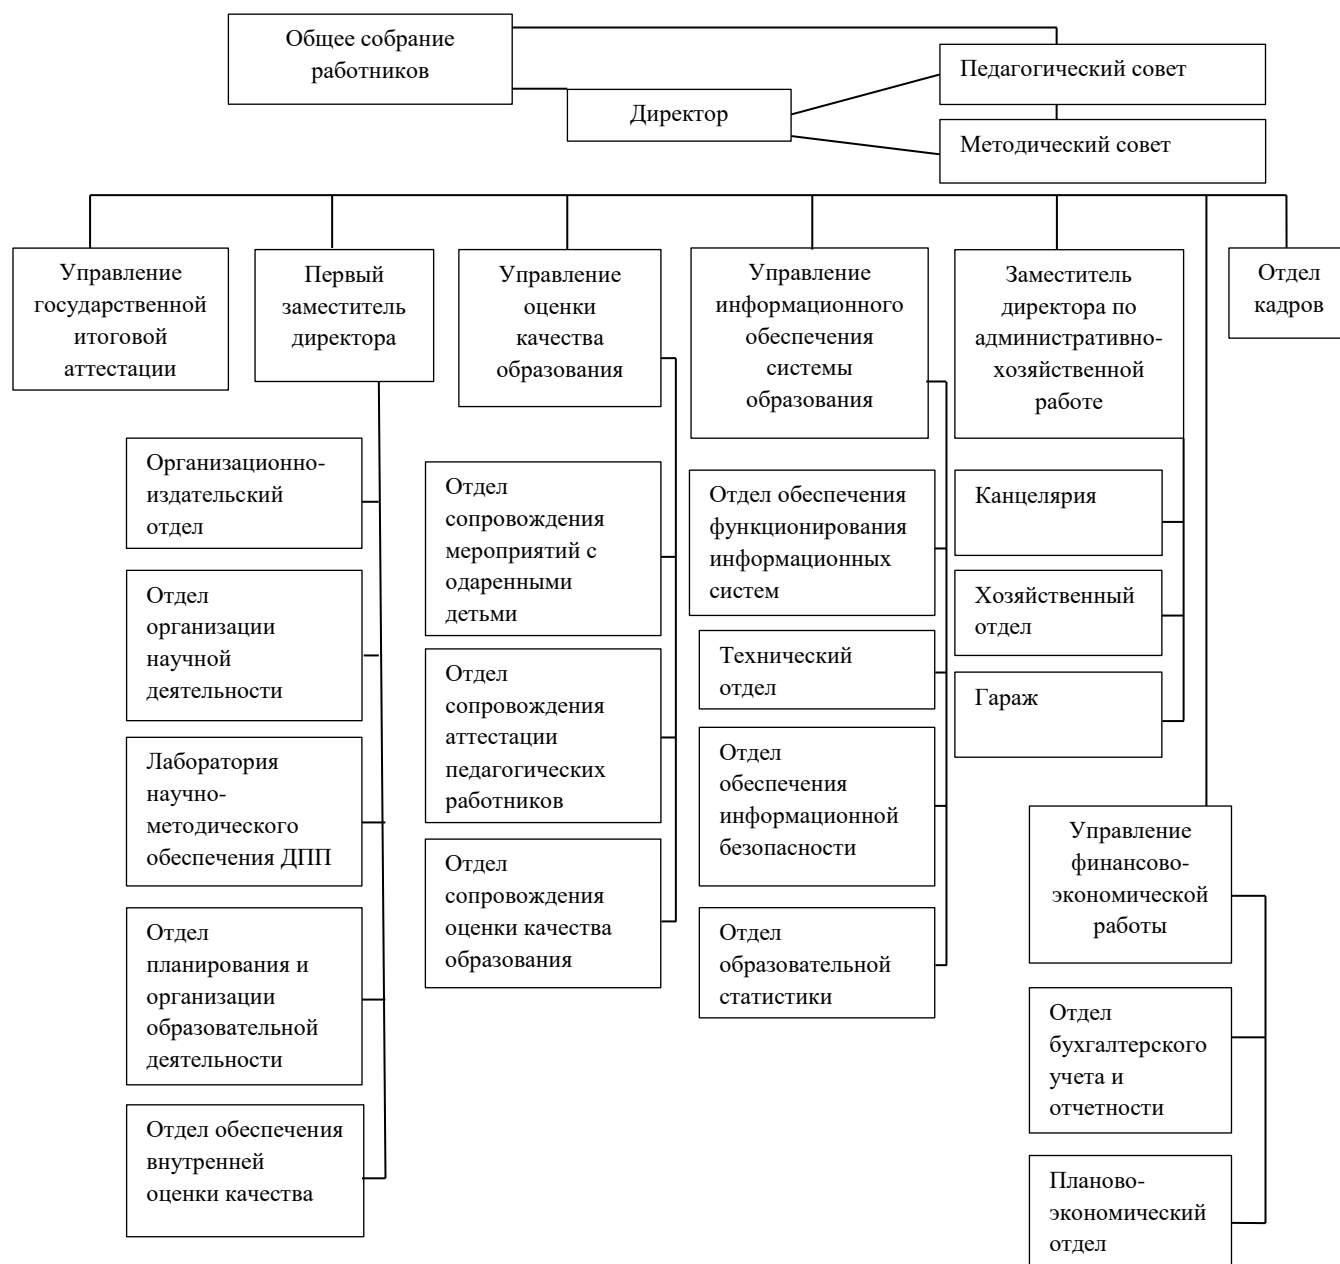 Общее собрание
работников
Педагогический совет
Директор
Методический совет
Управление
государственной
итоговой
аттестации
Первый
заместитель
директора
Управление
оценки
качества
образования
Управление
информационного
обеспечения
системы
образования
Заместитель
директора по
административно-
хозяйственной
работе
Отдел
кадров
Организационно-
издательский
отдел
Отдел
организации
научной
деятельности
Лаборатория
научно-
методического
обеспечения ДПП
Отдел
планирования и
организации
образовательной
деятельности
Отдел обеспечения
внутренней
оценки качества
Отдел
сопровождения
мероприятий с
одаренными
детьми
Отдел
сопровождения
аттестации
педагогических
работников
Отдел
сопровождения
оценки качества
образования
Отдел обеспечения
функционирования
информационных
систем
Технический
отдел
Отдел
обеспечения
информационной
безопасности
Отдел
образовательной
статистики
Канцелярия
Хозяйственный
отдел
Гараж
Управление
финансово-
экономической
работы
Отдел
бухгалтерского
учета и
отчетности
Планово-
экономический
отдел